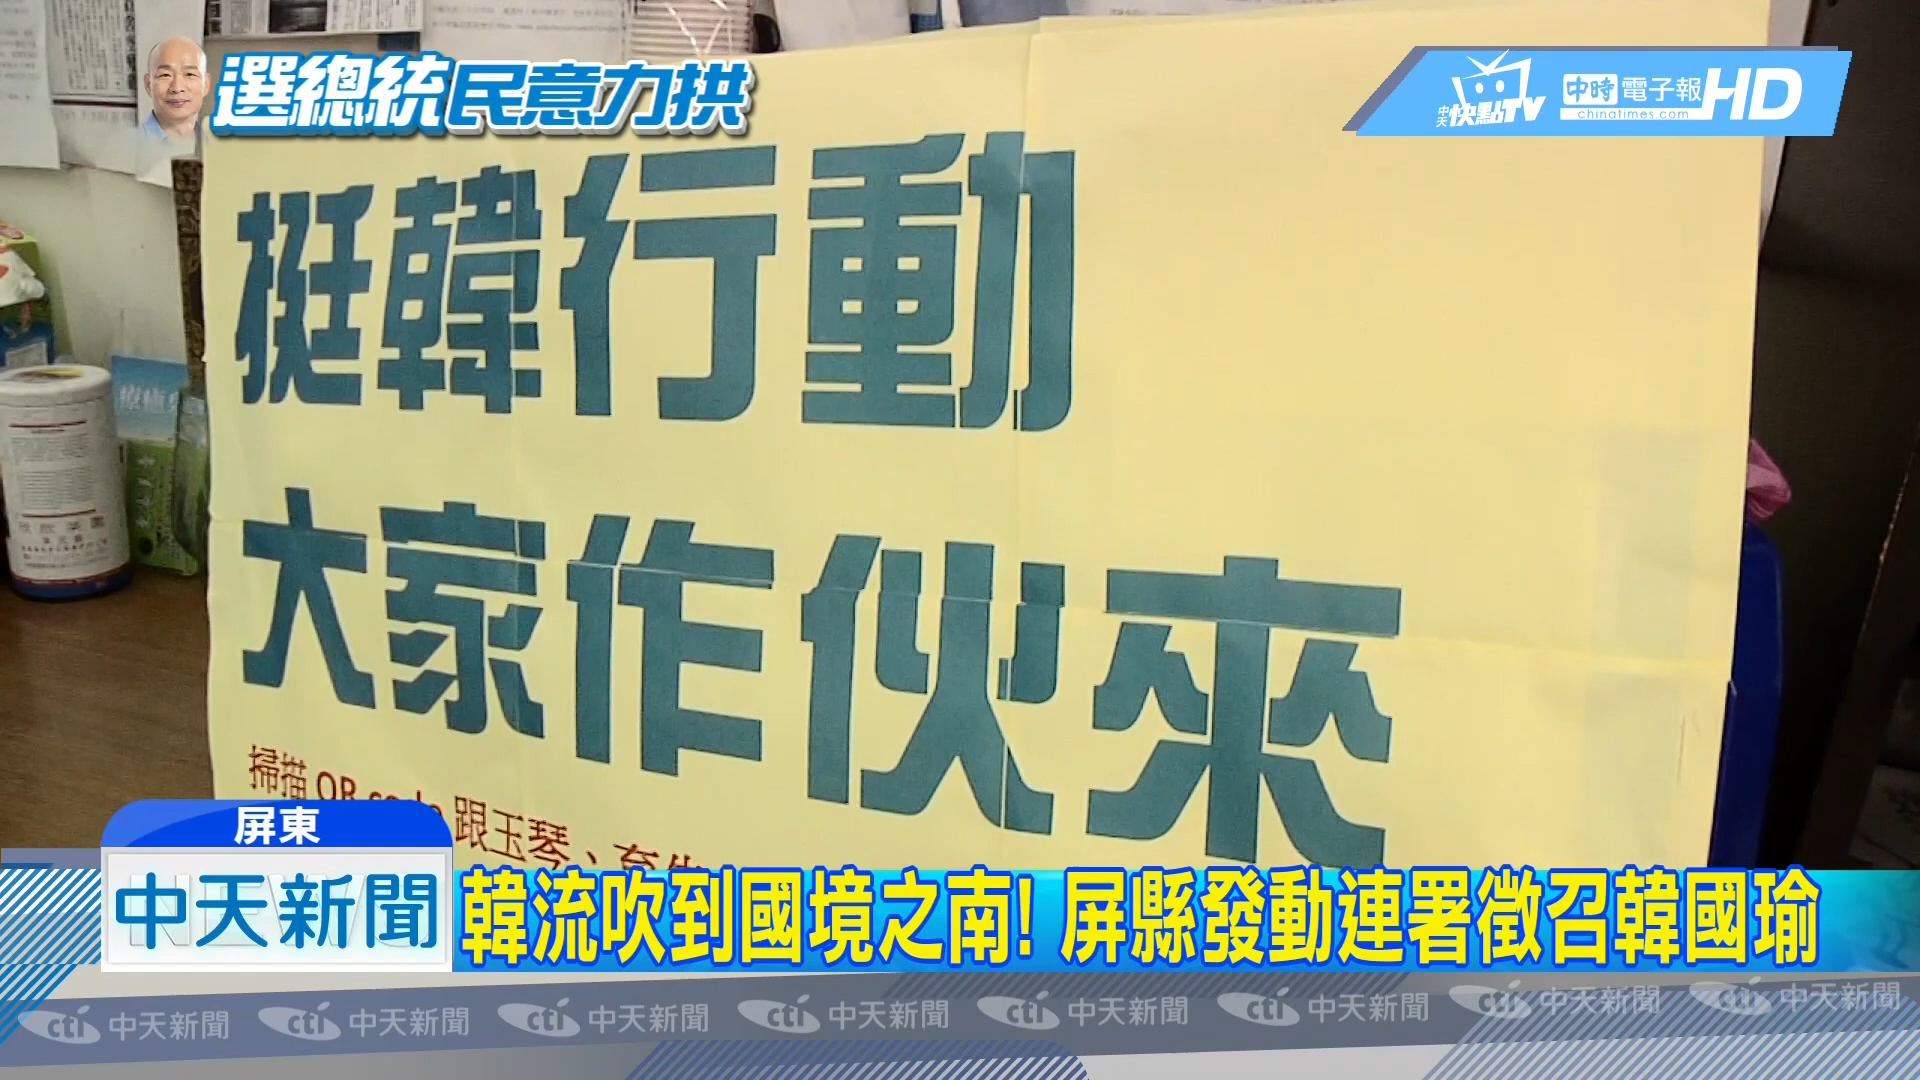 選總統 民意力拱
中天快點TV 中時電子報 HD
chinatimes.com
挺韓行動
大家作伙來
掃描 QR code 跟玉琴、育
屏東
中天新聞
韓流吹到國境之南! 屏縣發動連署徵召韓國瑜
cti 中天新聞 cti 中天新聞 cti 中天新聞 cti 中天新聞 cti 中天新聞 cti 中天新聞 cti 中天新聞 cti 中天新聞